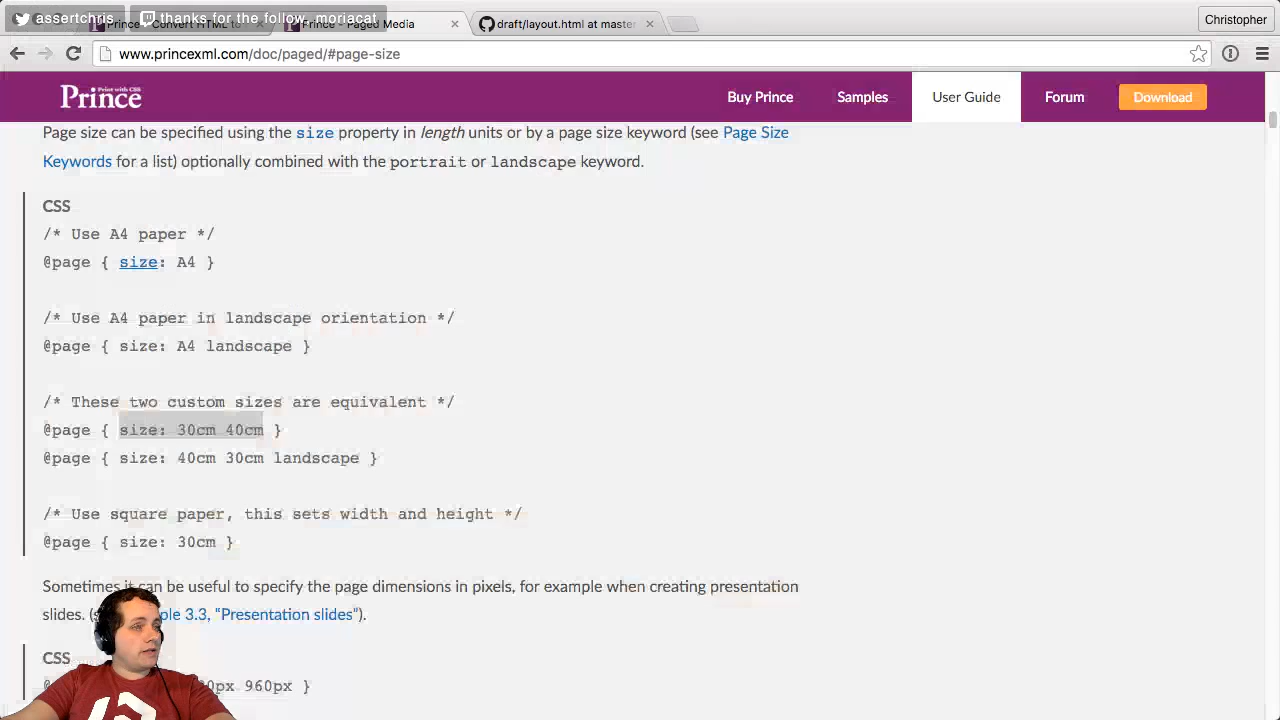 assertchris thanks for the follow, moriacat
Prince - Paged Media
draft/layout.html at master
Christopher
www.princexml.com/doc/paged/#page-size
Print with CSS
Prince
Buy Prince
Samples
User Guide
Forum
Download
Page size can be specified using the size property in length units or by a page size keyword (see Page Size
Keywords for a list) optionally combined with the portrait or landscape keyword.
CSS
/* Use A4 paper */
@page { size: A4 }
/* Use A4 paper in landscape orientation */
@page { size: A4 landscape }
/* These two custom sizes are equivalent */
@page { size: 30cm 40cm }
@page { size: 40cm 30cm landscape }
/* Use square paper, this sets width and height */
@page { size: 30cm }
Sometimes it can be useful to specify the page dimensions in pixels, for example when creating presentation
slides. ple 3.3, “Presentation slides”).
CSS
960px }